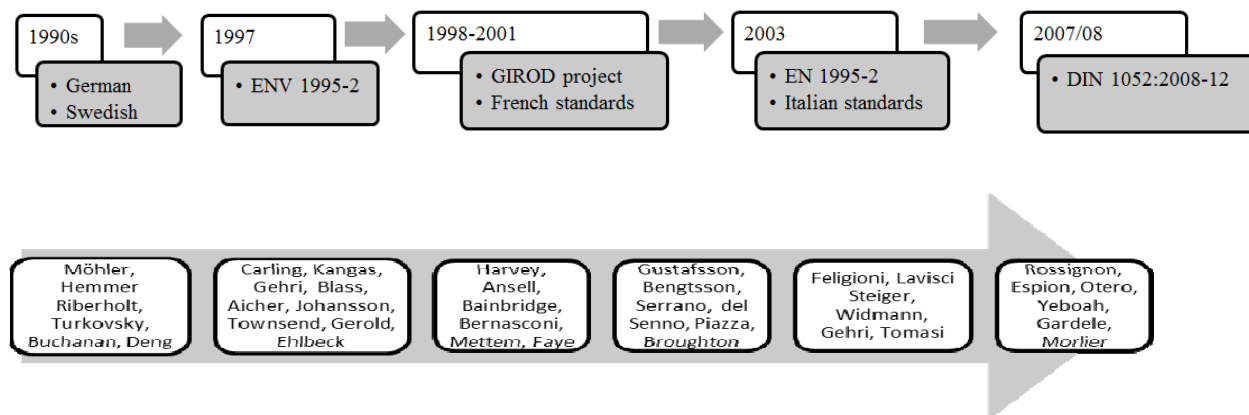 1990s
• German
• Swedish
1997
• ENV 1995-2
1998-2001
• GIROD project
• French standards
2003
• EN 1995-2
• Italian standards
2007/08
• DIN 1052:2008-12
Möhler,
Hemmer
Riberholt,
Turkovsky,
Buchanan, Deng
Carling, Kangas,
Gehri, Blass,
Aicher, Johansson,
Townsend, Gerold,
Ehlbeck
Harvey,
Ansell,
Bainbridge,
Bernasconi,
Mettem, Faye
Gustafsson,
Bengtsson,
Serrano, del
Senno, Piazza,
Broughton
Feligioni, Lavisci
Steiger,
Widmann,
Gehri, Tomasi
Rossignon,
Espion, Otero,
Yeboah,
Gardele,
Morlier